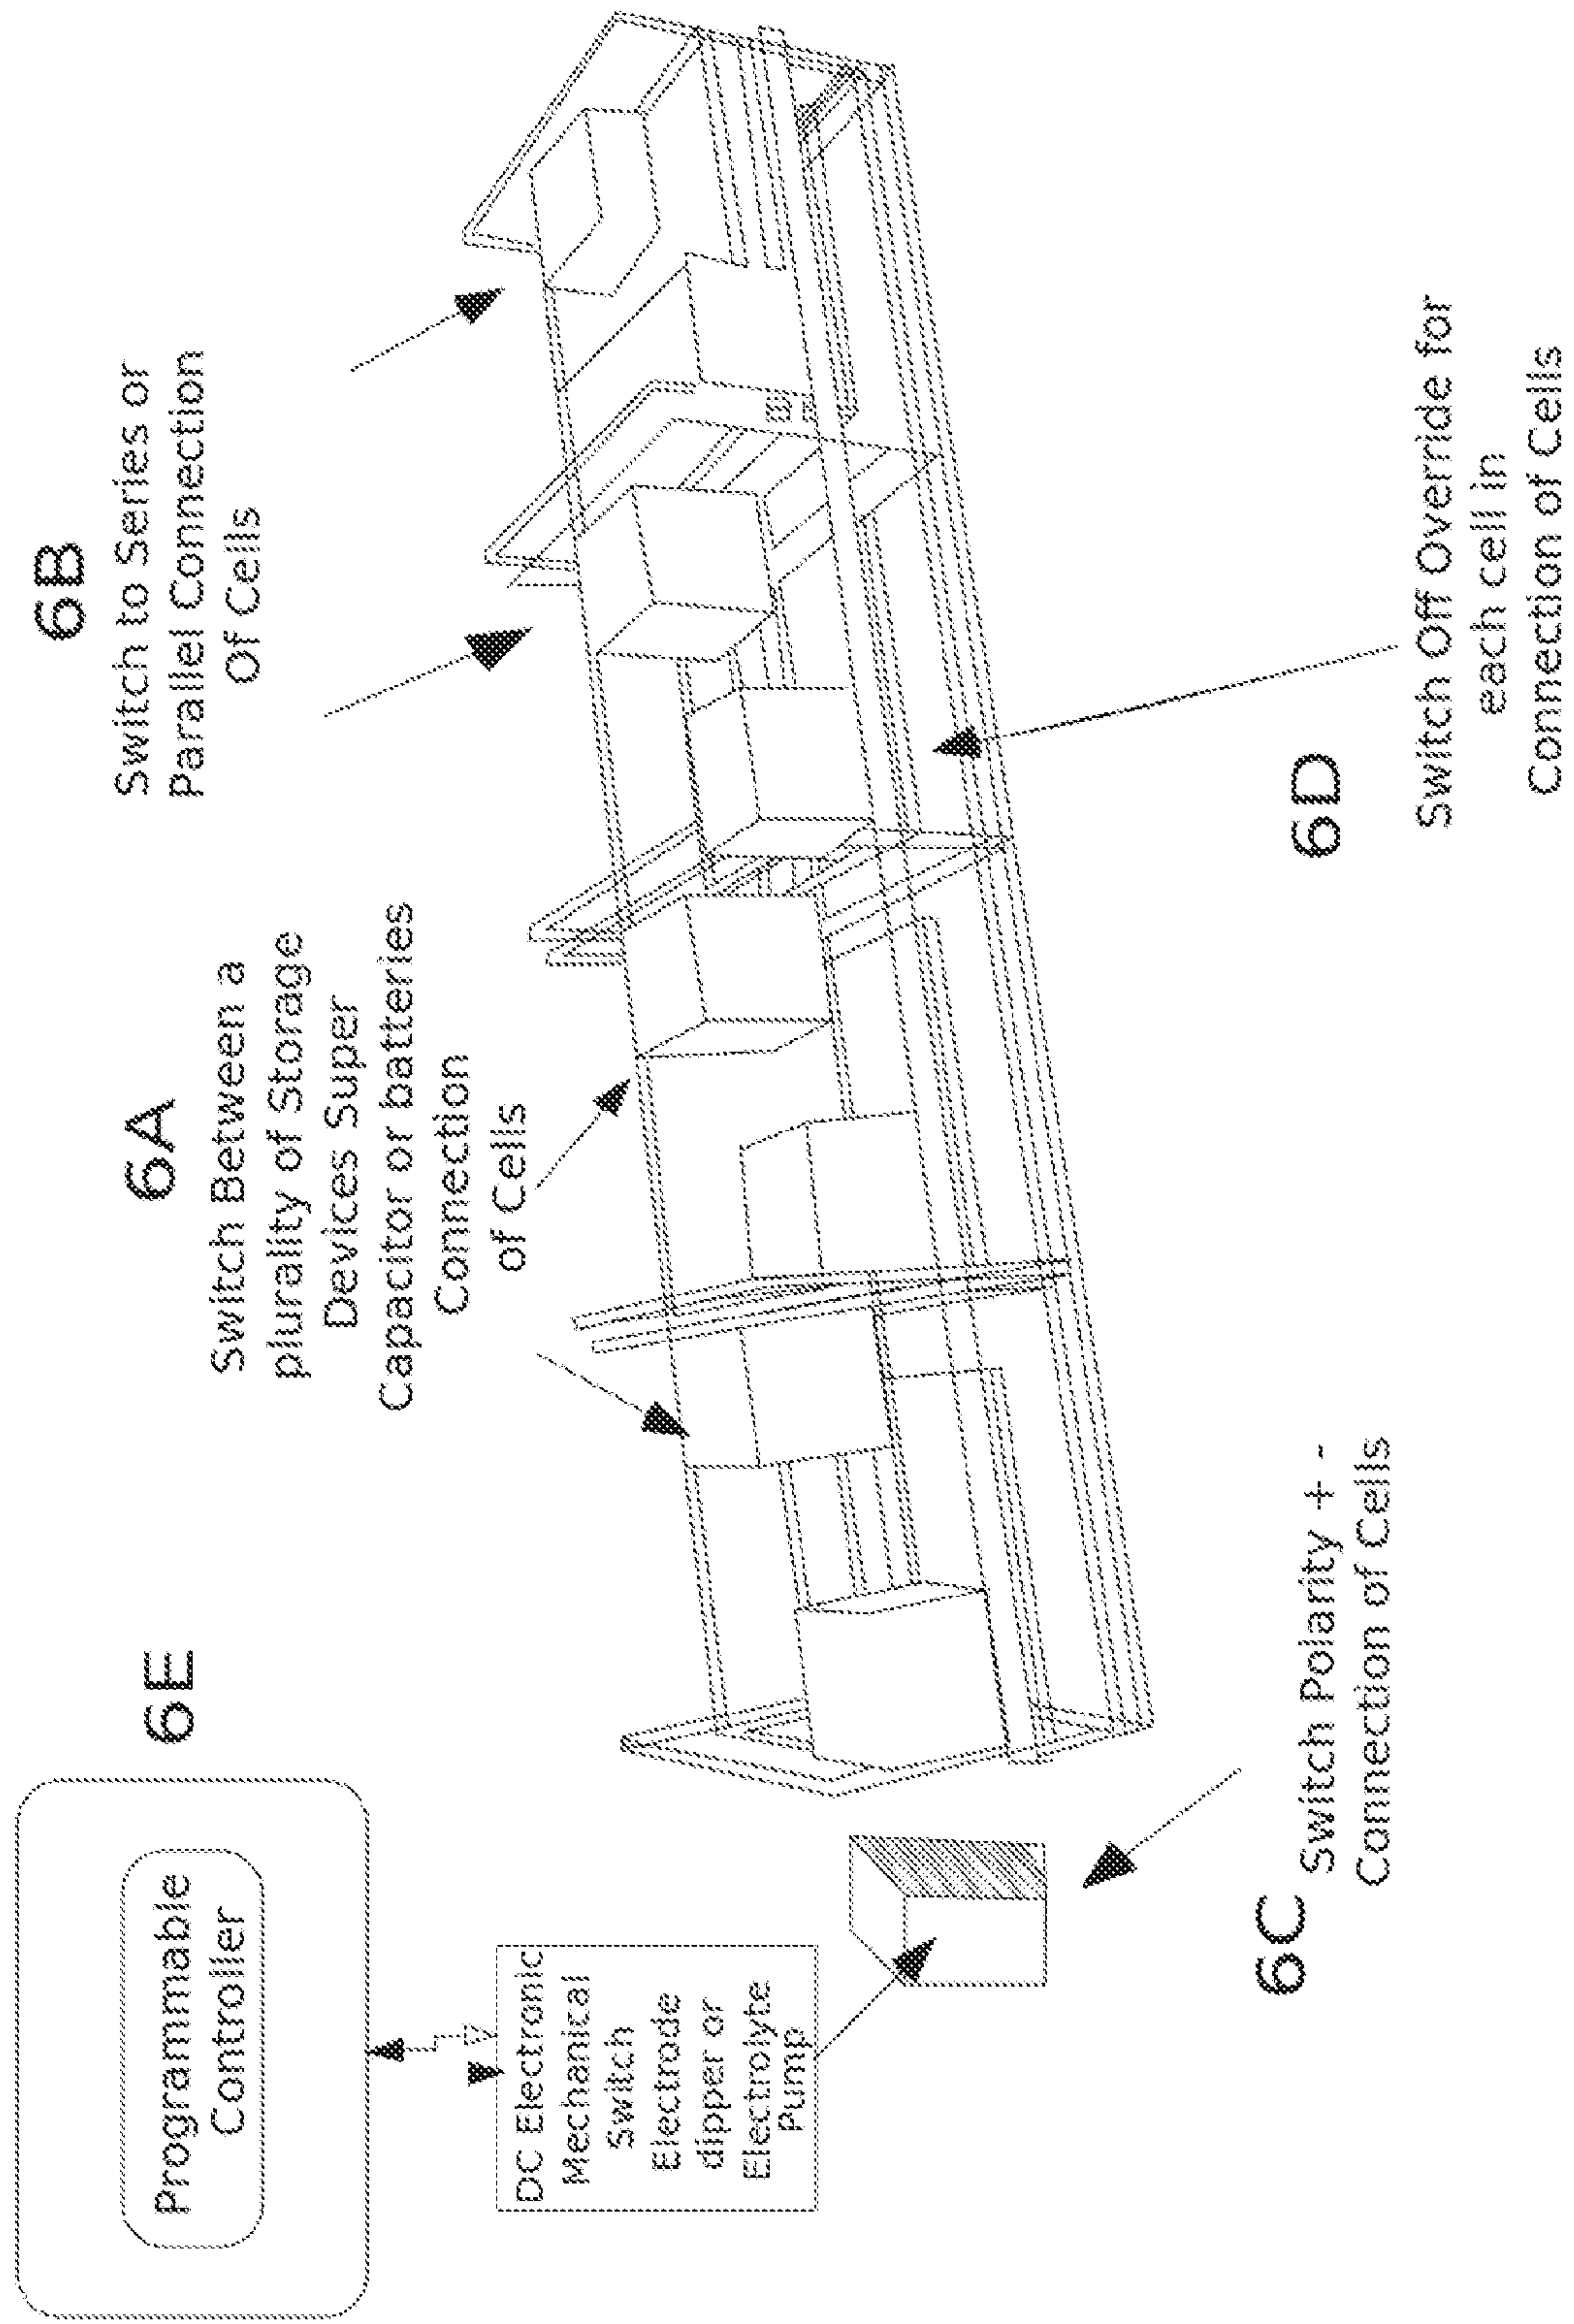 6E
Programmable
Controller
DC Electronic
Mechanical
Switch
Electrode
dipper or
Electrolyte
Pump
6A
Switch Between a
plurality of Storage
Devices Super
Capacitor or batteries
Connection
of Cells
6B
Switch to Series or
Parallel Connection
Of Cells
6C
Switch Polarity + -
Connection of Cells
6D
Switch Off Override for
each cell in
Connection of Cells